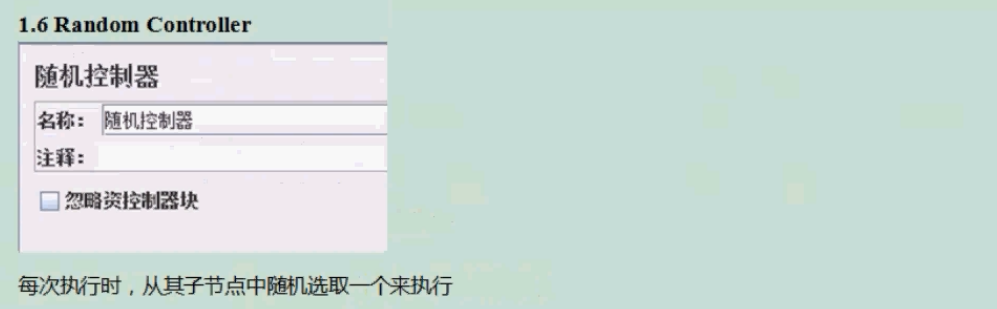 1.6 Random Controller
随机控制器
名称：随机控制器
注释：
忽略资控制器块
每次执行时，从其子节点中随机选取一个来执行